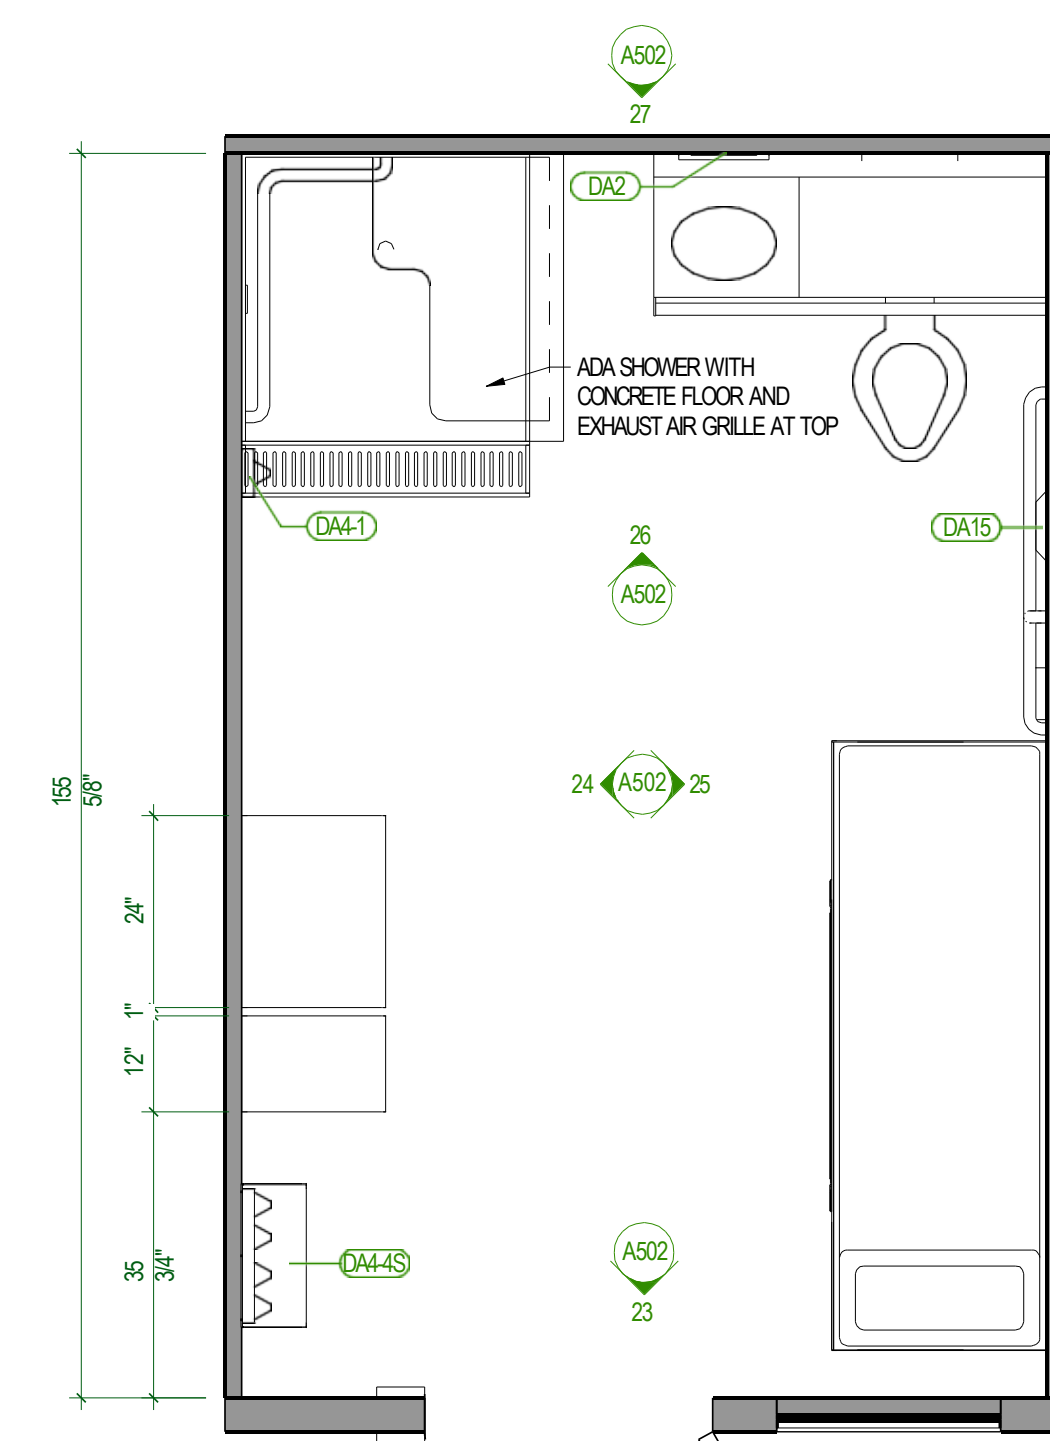 A502
27
DA2
ADA SHOWER WITH
CONCRETE FLOOR AND
EXHAUST AIR GRILLE AT TOP
DA4-1
DA15
26
A502
155
5/8"
24 A502 25
24"
1"
12"
35
3/4"
DA4-4S
A502
23